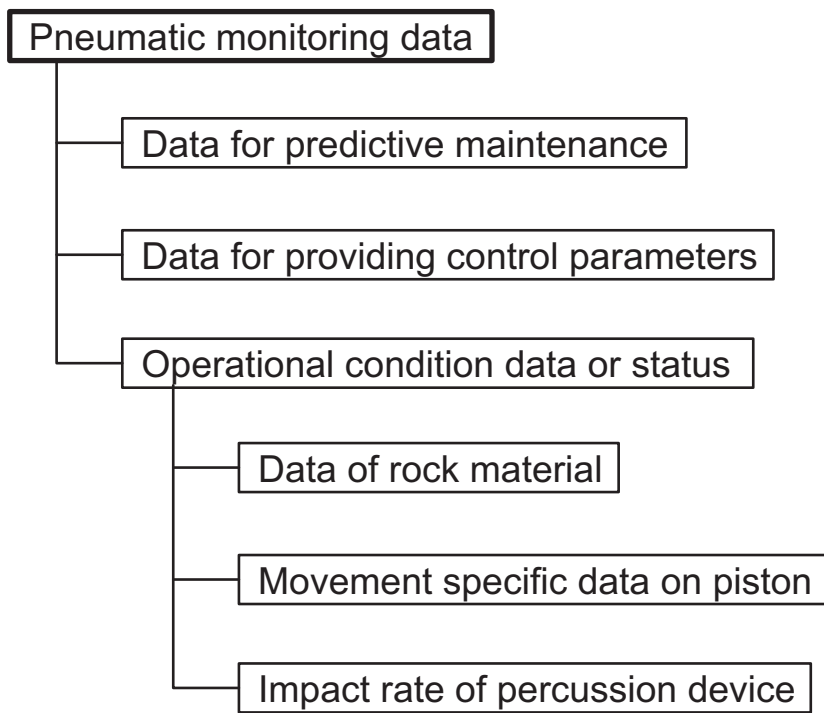 Pneumatic monitoring data
Data for predictive maintenance
Data for providing control parameters
Operational condition data or status
Data of rock material
Movement specific data on piston
Impact rate of percussion device